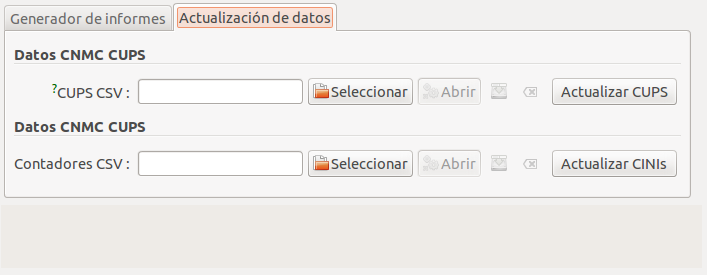 Generador de informes Actualización de datos
Datos CNMC CUPS
?CUPS CSV : Seleccionar Abrir Actualizar CUPS
Datos CNMC CUPS
Contadores CSV : Seleccionar Abrir Actualizar CINIs